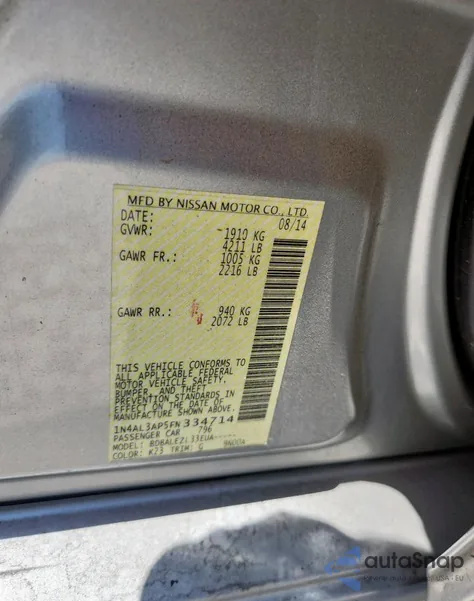 MFD BY NISSAN MOTOR CO., LTD.
DATE: 08/14
GVWR: 1910 KG
4211 LB
GAWR FR.: 1005 KG
2216 LB
GAWR RR.: 940 KG
2072 LB
THIS VEHICLE CONFORMS TO
ALL APPLICABLE FEDERAL
MOTOR VEHICLE SAFETY,
BUMPER, AND THEFT
PREVENTION STANDARDS IN
EFFECT ON THE DATE OF
MANUFACTURE SHOWN ABOVE.
1N4AL3AP5FN334714
PASSENGER CAR 796
MODEL: BDBALEZL33EUA-----
COLOR: K23 TRIM: G
autoSnap